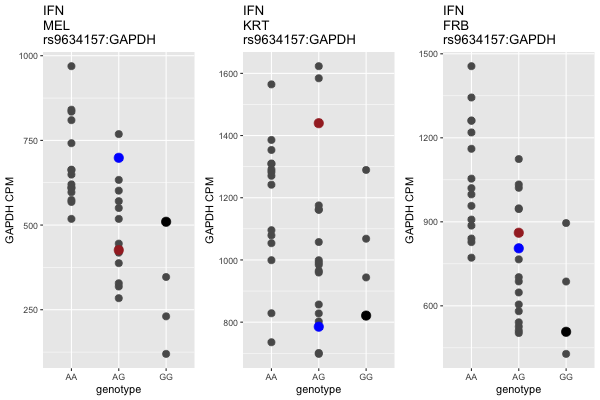 IFN
MEL
rs9634157:GAPDH
1000
750
500
250
GAPDH CPM
AA
AG
GG
genotype
IFN
KRT
rs9634157:GAPDH
1600
1400
1200
1000
800
GAPDH CPM
AA
AG
GG
genotype
IFN
FRB
rs9634157:GAPDH
1500
1200
900
600
GAPDH CPM
AA
AG
GG
genotype